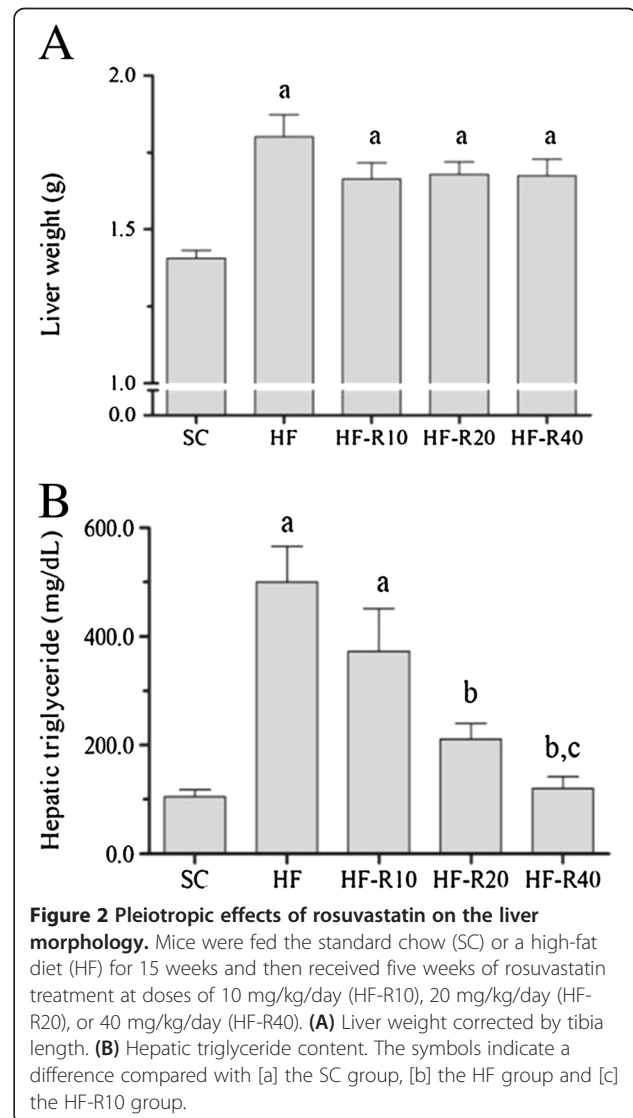 A
2.0
1.5
1.0
0.0
Liver weight (g)
a
a
a
a
SC HF HF-R10 HF-R20 HF-R40
B
600.0
400.0
200.0
0.0
Hepatic triglyceride (mg/dL)
a
a
b
b,c
SC HF HF-R10 HF-R20 HF-R40
Figure 2 Pleiotropic effects of rosuvastatin on the liver
morphology. Mice were fed the standard chow (SC) or a high-fat
diet (HF) for 15 weeks and then received five weeks of rosuvastatin
treatment at doses of 10 mg/kg/day (HF-R10), 20 mg/kg/day (HF-
R20), or 40 mg/kg/day (HF-R40). (A) Liver weight corrected by tibia
length. (B) Hepatic triglyceride content. The symbols indicate a
difference compared with [a] the SC group, [b] the HF group and [c]
the HF-R10 group.